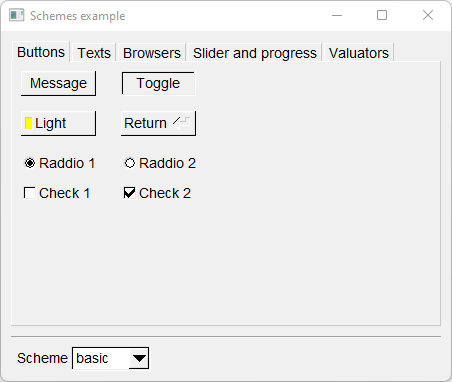 Schemes example
Buttons Texts Browsers Slider and progress Valuators
Message Toggle
Light Return
Raddio 1 Raddio 2
Check 1 Check 2
Scheme basic